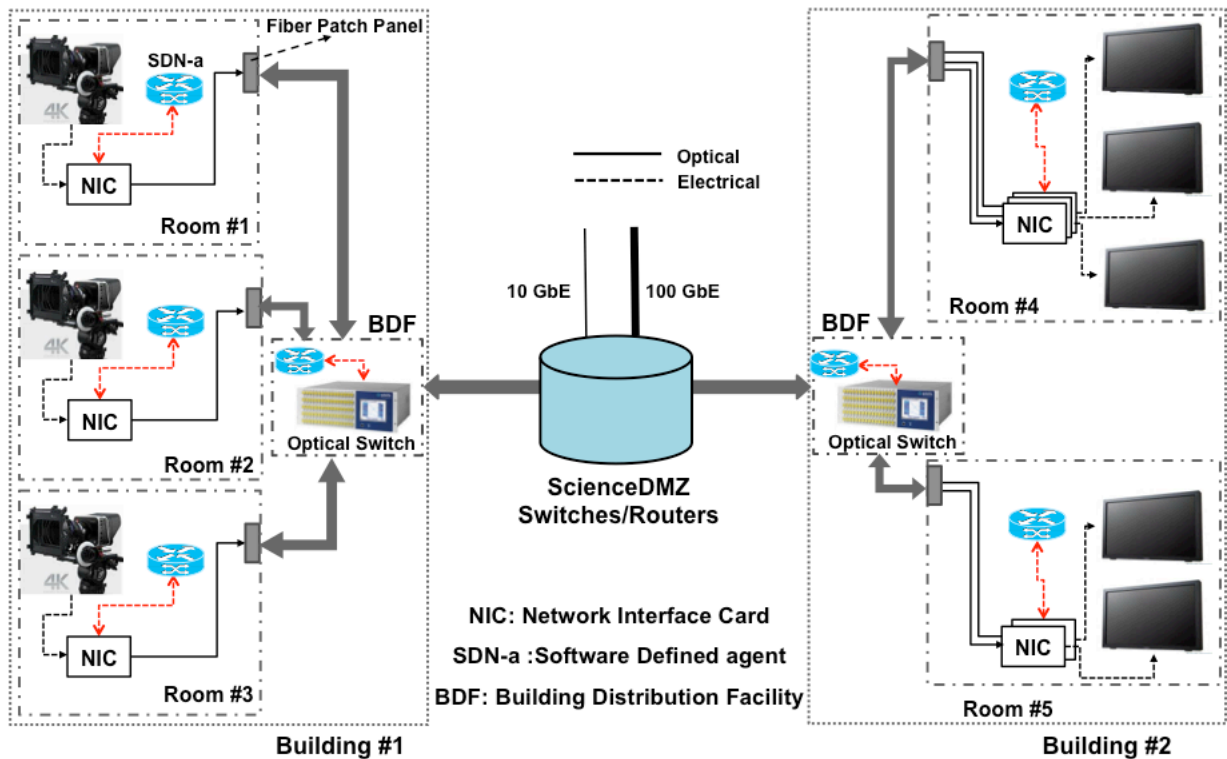 Fiber Patch Panel
SDN-a
4K
NIC
Room #1
4K
NIC
Room #2
4K
NIC
Room #3
BDF
Optical Switch
Building #1
Optical
Electrical
10 GbE
100 GbE
ScienceDMZ
Switches/Routers
NIC: Network Interface Card
SDN-a :Software Defined agent
BDF: Building Distribution Facility
NIC
Room #4
BDF
Optical Switch
NIC
Room #5
Building #2